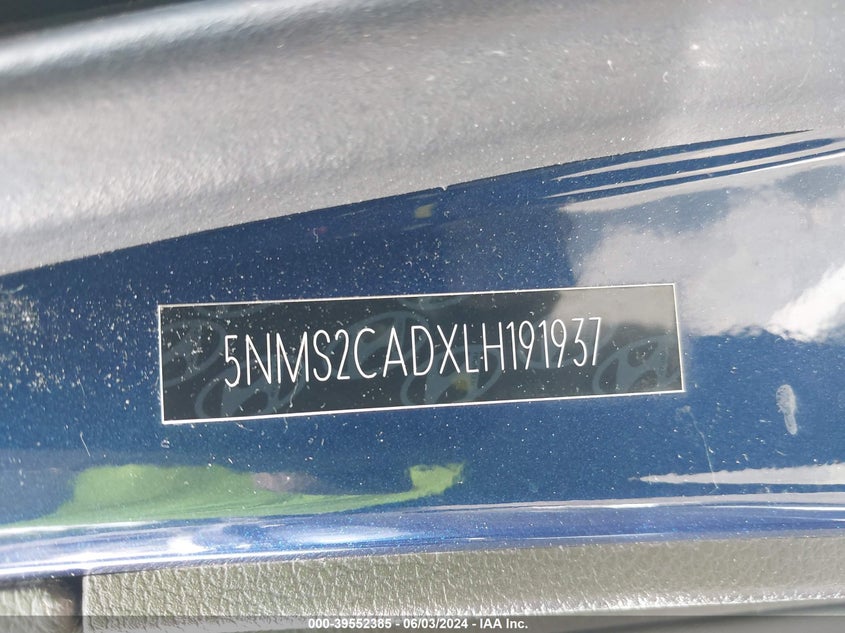 5NMS2CADXLH191937
000-39552385 - 06/03/2024 - IAA Inc.